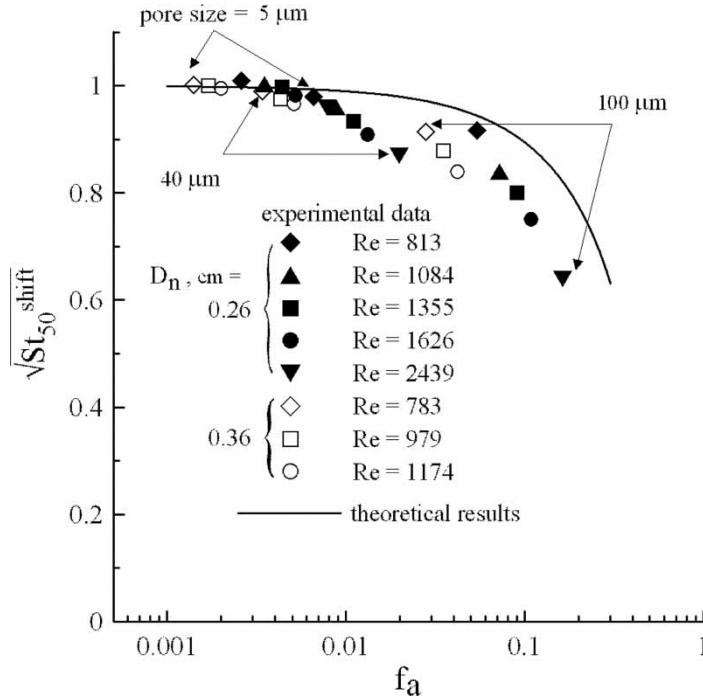 pore size = 5 μm
100 μm
40 μm
experimental data
D_n , cm =
0.26
Re = 813
Re = 1084
Re = 1355
Re = 1626
Re = 2439
0.36
Re = 783
Re = 979
Re = 1174
theoretical results
√St₅₀ shift
1
0.8
0.6
0.4
0.2
0
0.001
0.01
0.1
1
f_a